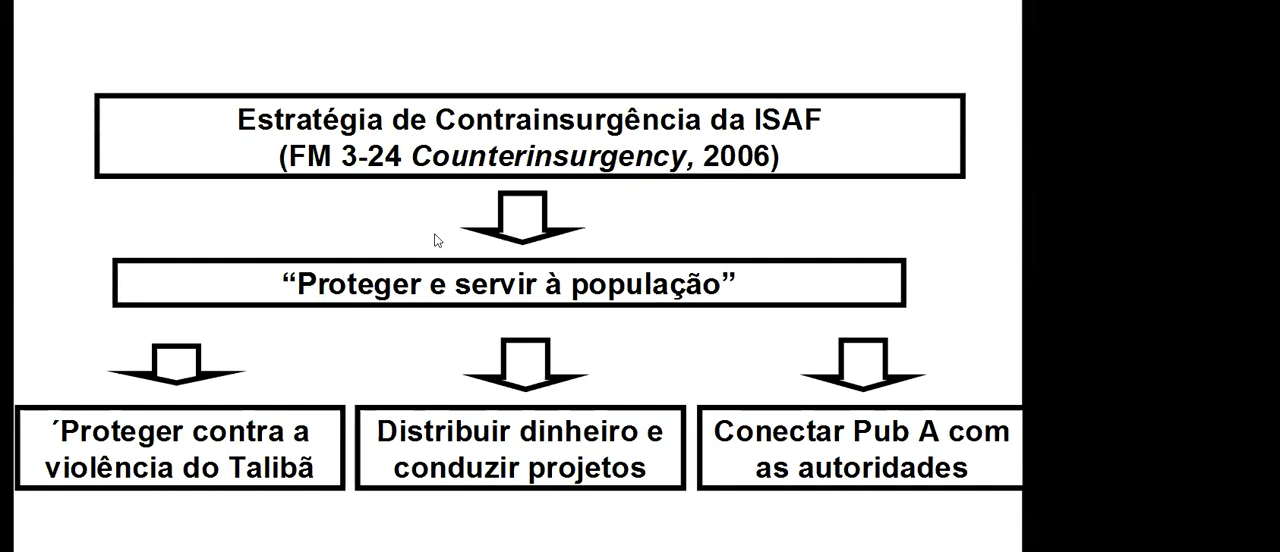 Estratégia de Contrainsurgência da ISAF
(FM 3-24 Counterinsurgency, 2006)
“Proteger e servir à população”
´Proteger contra a
violência do Talibã
Distribuir dinheiro e
conduzir projetos
Conectar Pub A com
as autoridades